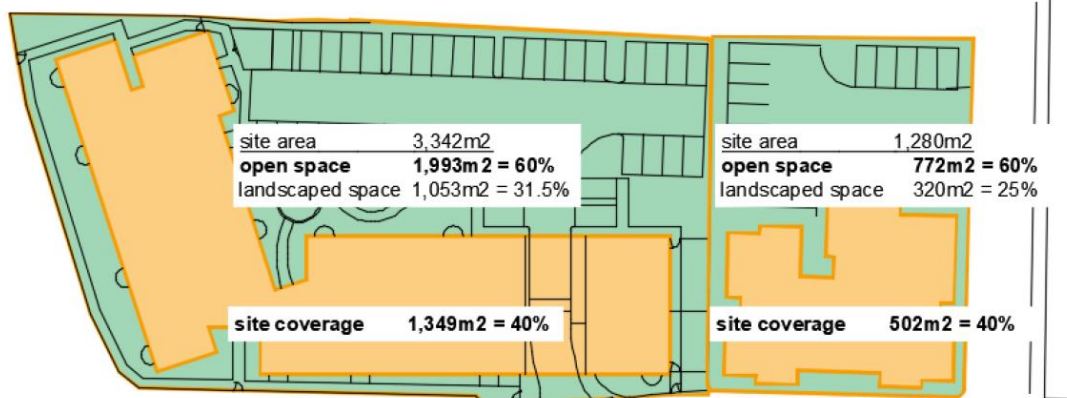 site area 3,342m2
open space 1,993m2 = 60%
landscaped space 1,053m2 = 31.5%
site coverage 1,349m2 = 40%
site area 1,280m2
open space 772m2 = 60%
landscaped space 320m2 = 25%
site coverage 502m2 = 40%